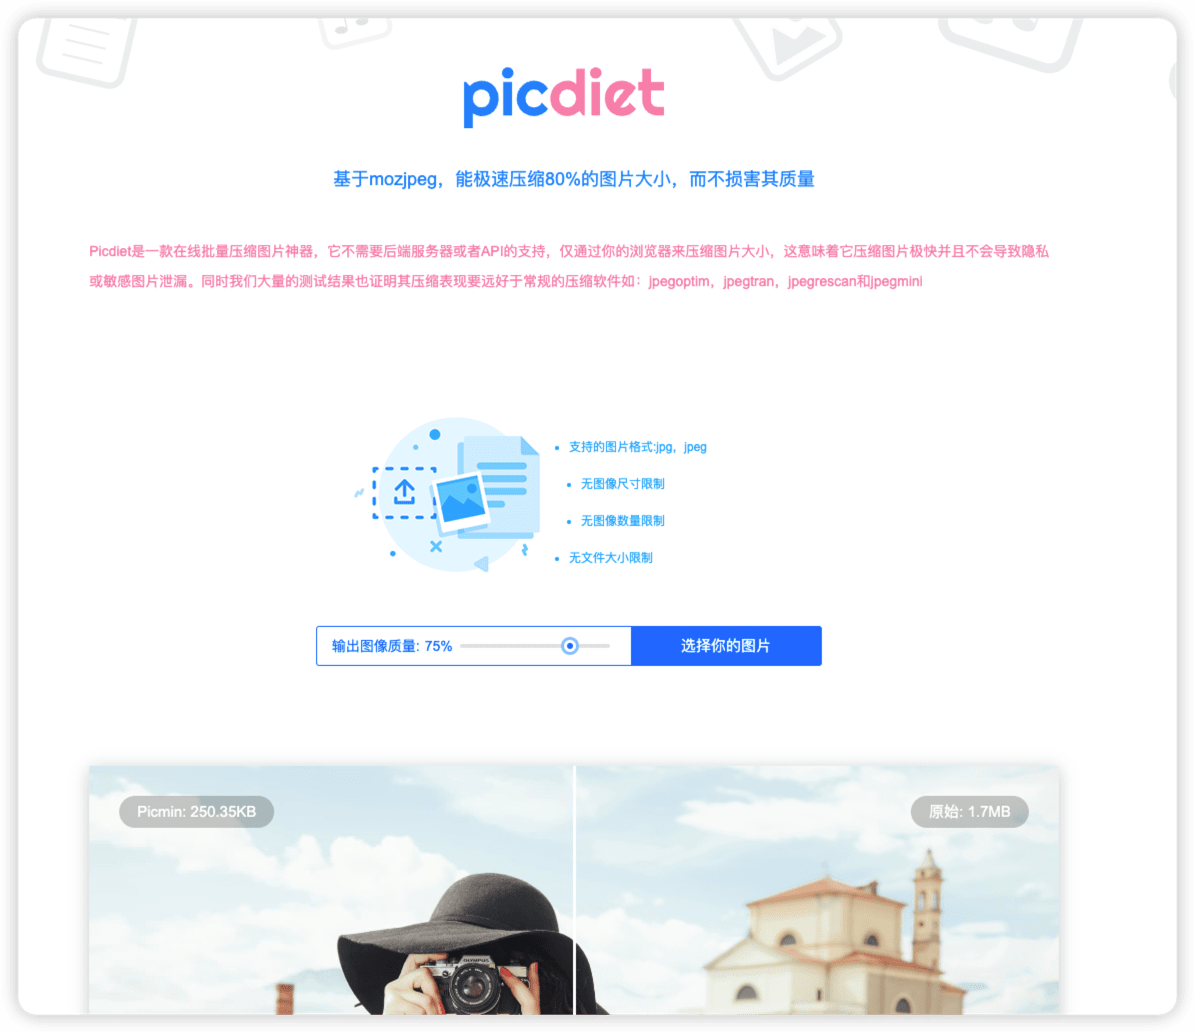 picdiet
基于mozjpeg，能极速压缩80%的图片大小，而不损害其质量
Picdiet是一款在线批量压缩图片神器，它不需要后端服务器或者API的支持，仅通过你的浏览器来压缩图片大小，这意味着它压缩图片极快并且不会导致隐私
或敏感图片泄漏。同时我们大量的测试结果也证明其压缩表现要远好于常规的压缩软件如：jpegoptim，jpegtran，jpegrescan和jpegmini
支持的图片格式:jpg，jpeg
无图像尺寸限制
无图像数量限制
无文件大小限制
输出图像质量: 75%
选择你的图片
Picmin: 250.35KB
原始: 1.7MB
OLYMPUS